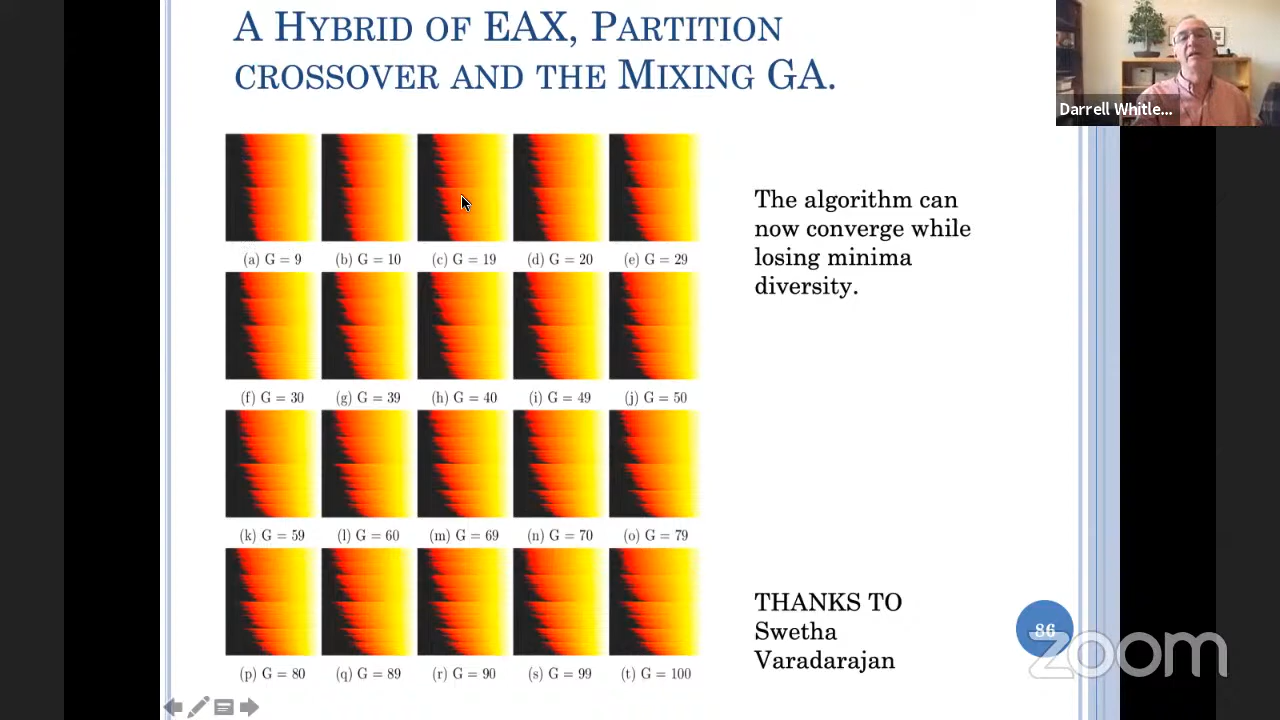 A HYBRID OF EAX, PARTITION
CROSSOVER AND THE MIXING GA.
Darrell Whitle...
The algorithm can
now converge while
losing minima
diversity.
(a) G = 9 (b) G = 10 (c) G = 19 (d) G = 20 (e) G = 29
(f) G = 30 (g) G = 39 (h) G = 40 (i) G = 49 (j) G = 50
(k) G = 59 (l) G = 60 (m) G = 69 (n) G = 70 (o) G = 79
(p) G = 80 (q) G = 89 (r) G = 90 (s) G = 99 (t) G = 100
THANKS TO
Swetha
Varadarajan
86
zoom